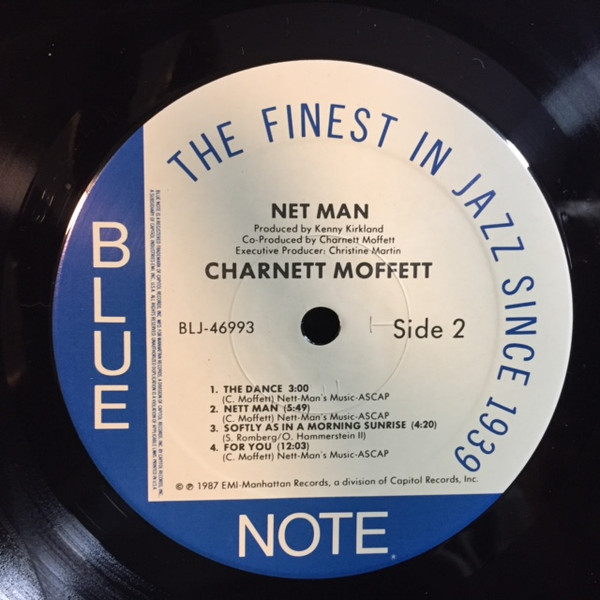 THE FINEST IN JAZZ SINCE 1939
NET MAN
Produced by Kenny Kirkland
Co-Produced by Charnett Moffett
Executive Producer: Christine Martin
CHARNETT MOFFETT
BLJ-46993
Side 2
1. THE DANCE 3:00
(C. Moffett) Nett-Man's Music-ASCAP
2. NETT MAN (5:49)
(C. Moffett) Nett-Man's Music-ASCAP
3. SOFTLY AS IN A MORNING SUNRISE (4:20)
(S. Romberg/O. Hammerstein II)
4. FOR YOU (12:03)
(C. Moffett) Nett-Man's Music-ASCAP
© ℗ 1987 EMI-Manhattan Records, a division of Capitol Records, Inc.
BLUE
NOTE